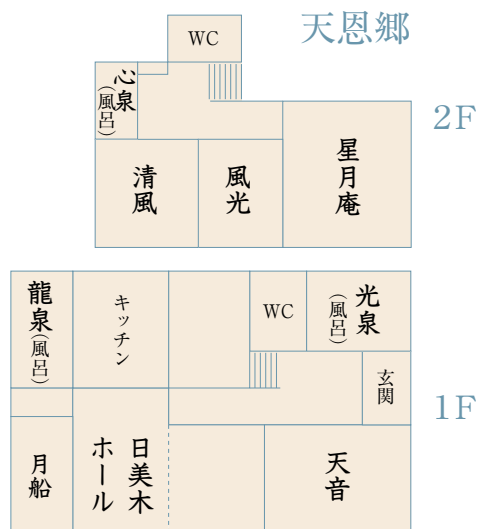 天恩郷
2F
WC
心泉
（風呂）
清風
風光
星月庵
1F
龍泉（風呂）
キッチン
WC
光泉
（風呂）
玄関
月船
日美木
ホール
天音